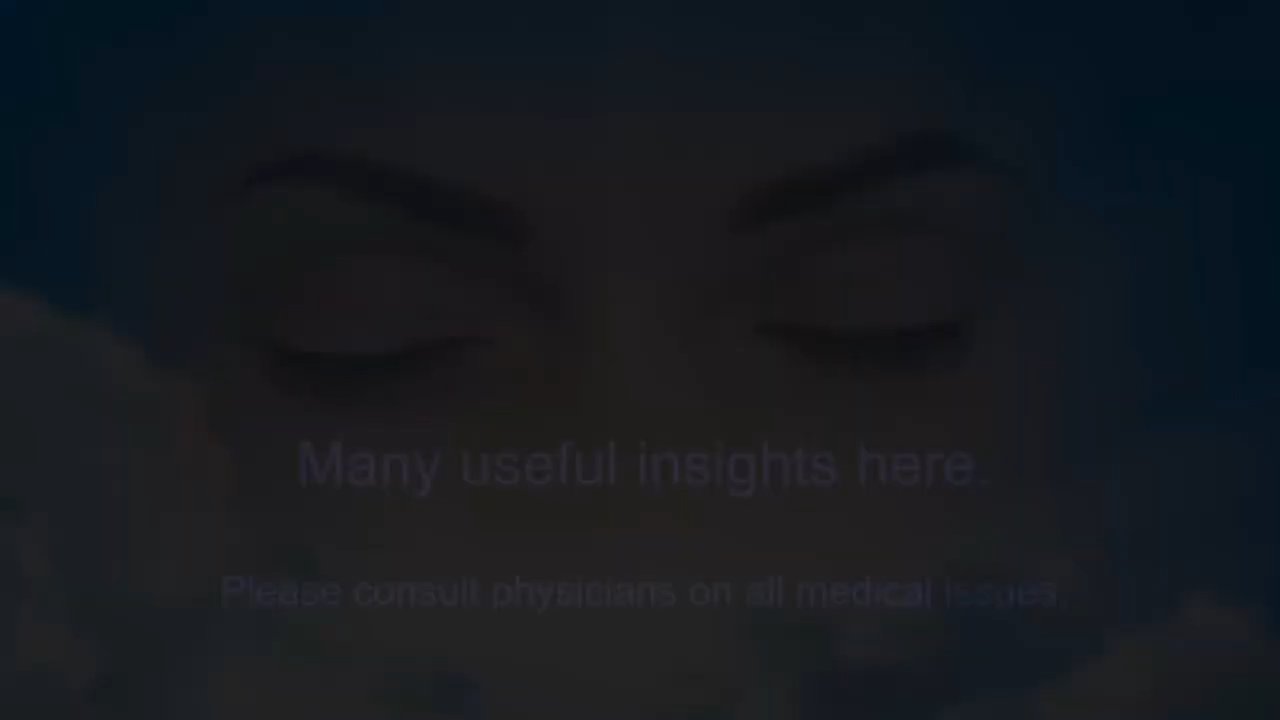 Many useful insights here.
Please consult physicians on all medical issues.